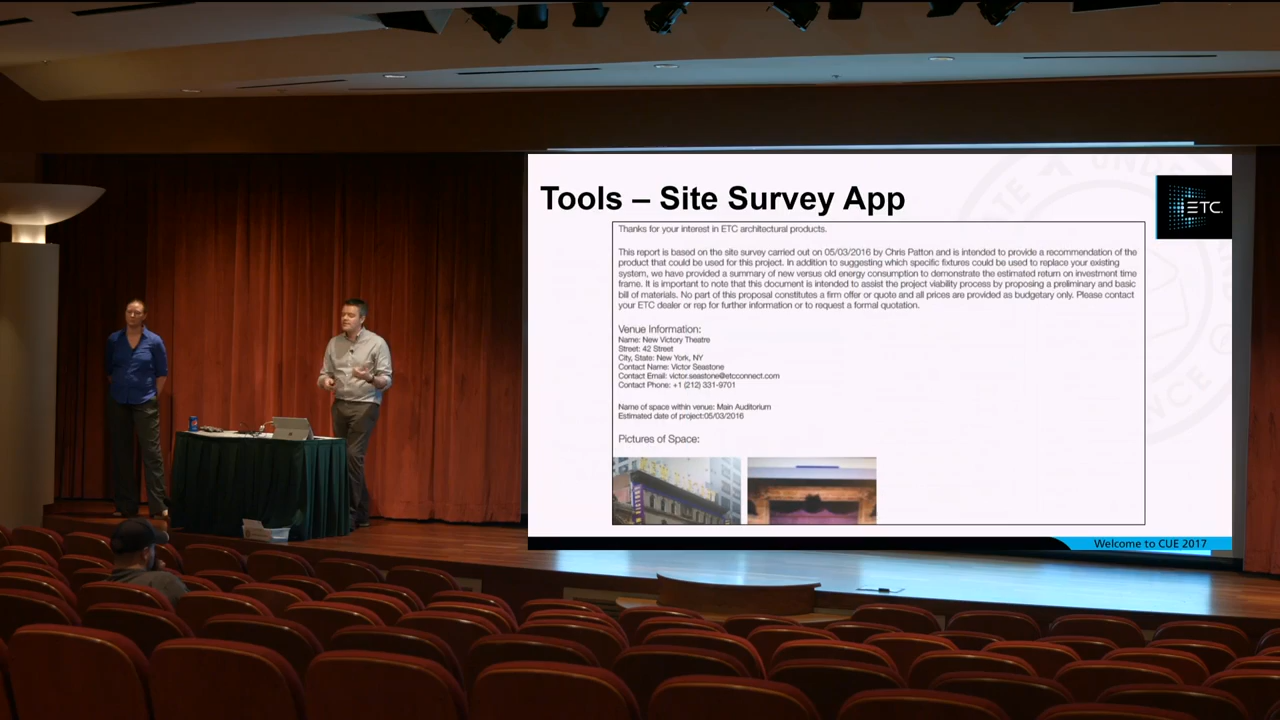 Tools – Site Survey App
ETC
Thanks for your interest in ETC architectural products.
This report is based on the site survey carried out on 05/03/2016 by Chris Patton and is intended to provide a recommendation of the
product that could be used for this project. In addition to suggesting which specific fixtures could be used to replace your existing
system, we have provided a summary of new versus old energy consumption to demonstrate the estimated return on investment time
frame. It is important to note that this document is intended to assist the project viability process by proposing a preliminary and basic
bill of materials. No part of this proposal constitutes a firm offer or quote and all prices are provided as budgetary only. Please contact
your ETC dealer or rep for further information or to request a formal quotation.
Venue Information:
Name: New Victory Theatre
Street: 42 Street
City, State: New York, NY
Contact Name: Victor Seastone
Contact Email: victor.seastone@etcconnect.com
Contact Phone: +1 (212) 331-9701
Name of space within venue: Main Auditorium
Estimated date of project:05/03/2016
Pictures of Space:
Welcome to CUE 2017